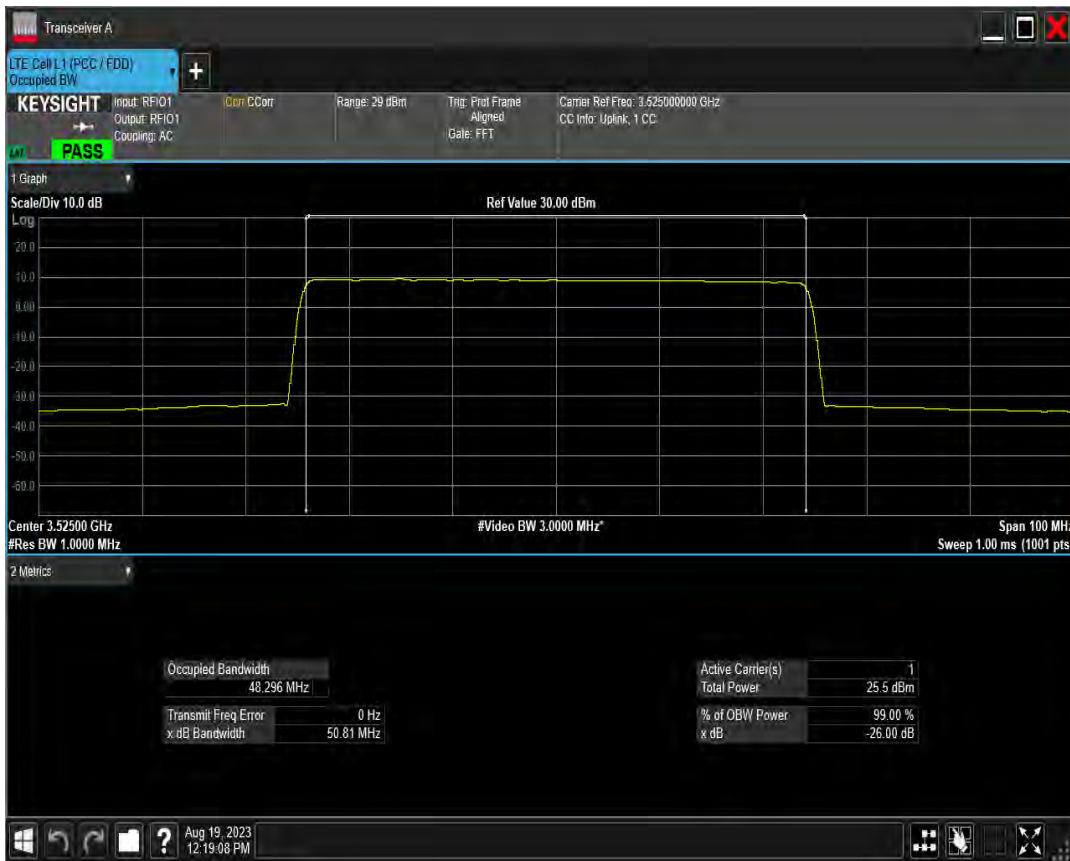 Transceiver A
LTE Cell L1 (PCC / FDD)
Occupied BW
+
KEYSIGHT
Input: RFIO1
Output: RFIO1
Coupling: AC
PASS
Corr CCorr
Range: 29 dBm
Trig: Prot Frame
Aligned
Gate: FFT
Carrier Ref Freq: 3.525000000 GHz
CC Info: Uplink, 1 CC
1 Graph
Scale/Div 10.0 dB
Ref Value 30.00 dBm
Log
20.0
10.0
0.00
-10.0
-20.0
-30.0
-40.0
-50.0
-60.0
Center 3.52500 GHz
#Video BW 3.0000 MHz*
Span 100 MHz
#Res BW 1.0000 MHz
Sweep 1.00 ms (1001 pts
2 Metrics
Occupied Bandwidth
48.296 MHz
Transmit Freq Error 0 Hz
x dB Bandwidth 50.81 MHz
Active Carrier(s) 1
Total Power 25.5 dBm
% of OBW Power 99.00 %
x dB -26.00 dB
?
Aug 19, 2023
12:19:08 PM